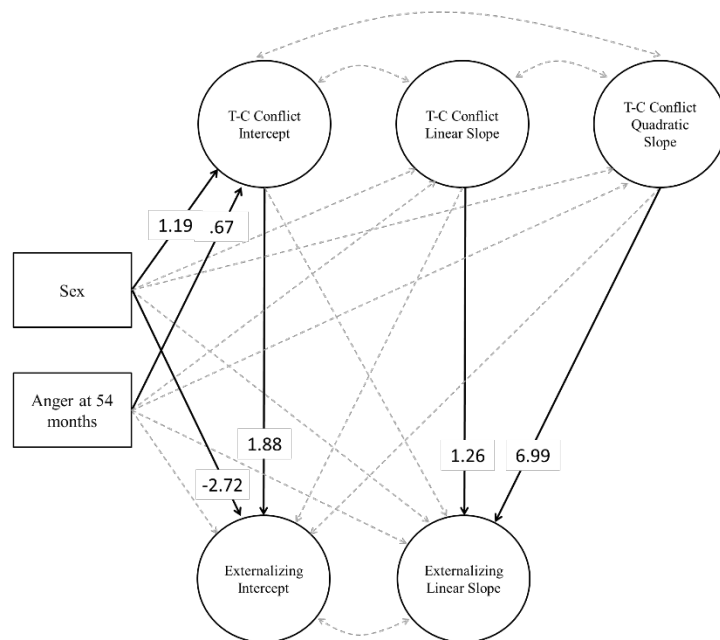 T-C Conflict
Intercept
T-C Conflict
Linear Slope
T-C Conflict
Quadratic
Slope
1.19
.67
Sex
Anger at 54
months
1.88
1.26
6.99
-2.72
Externalizing
Intercept
Externalizing
Linear Slope